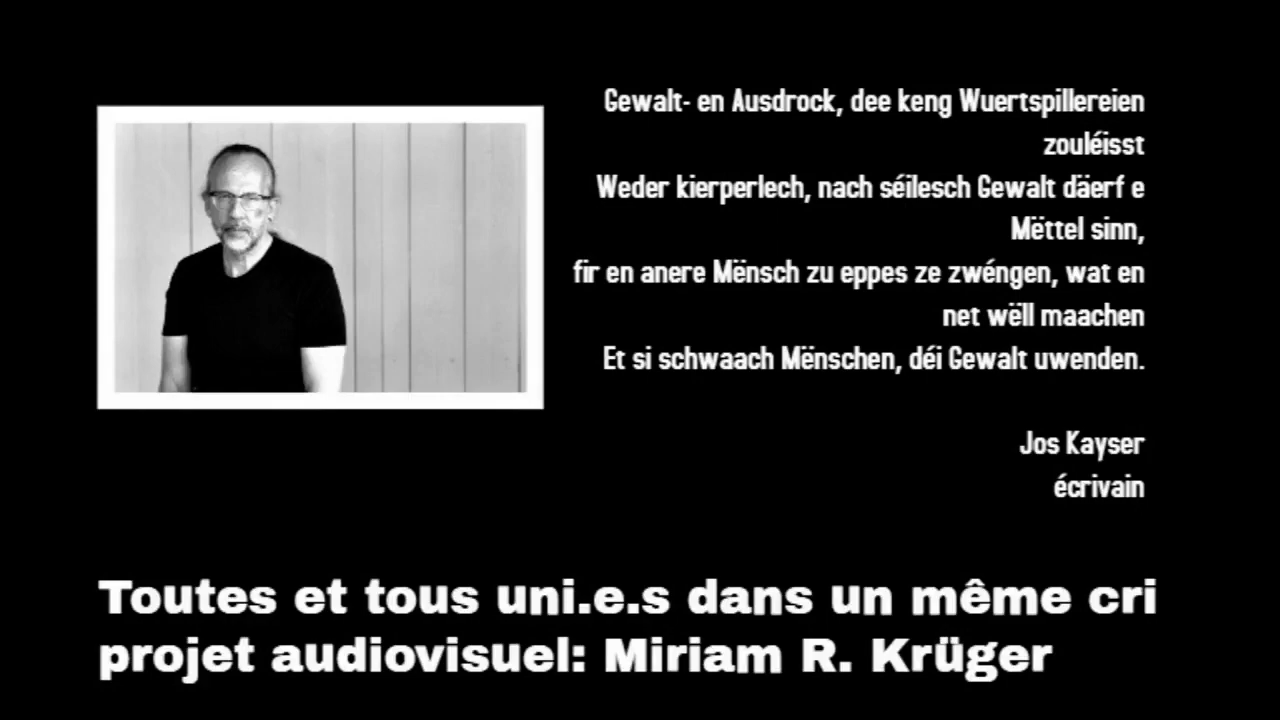 Gewalt- en Ausdrock, dee keng Wuertspillereien
zouléisst
Weder kierperlech, nach séilesch Gewalt däerf e
Mëttel sinn,
fir en anere Mënsch zu eppes ze zwéngen, wat en
net wëll maachen
Et si schwaach Mënschen, déi Gewalt uwenden.
Jos Kayser
écrivain
Toutes et tous uni.e.s dans un même cri
projet audiovisuel: Miriam R. Krüger